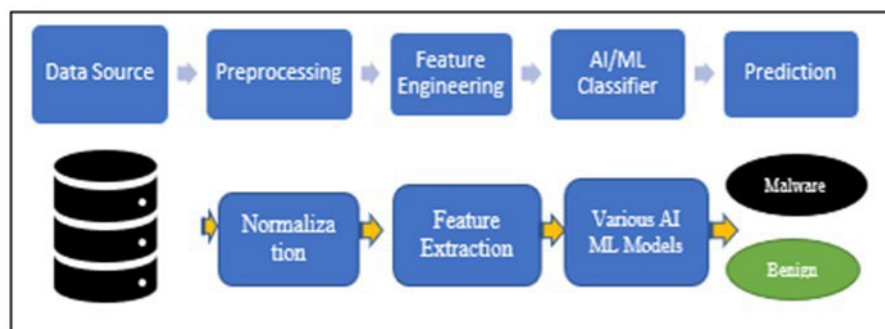 Data Source
Preprocessing
Feature
Engineering
AI/ML
Classifier
Prediction
Normaliza
tion
Feature
Extraction
Various AI
ML Models
Malware
Benign